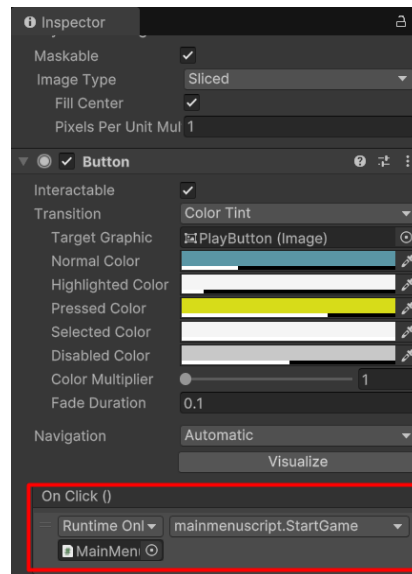 Inspector
Maskable
Image Type Sliced
Fill Center
Pixels Per Unit Mul 1
Button
Interactable
Transition Color Tint
Target Graphic PlayButton (Image)
Normal Color
Highlighted Color
Pressed Color
Selected Color
Disabled Color
Color Multiplier 1
Fade Duration 0.1
Navigation Automatic
Visualize
On Click ()
Runtime Onl mainmenuscript.StartGame
MainMen